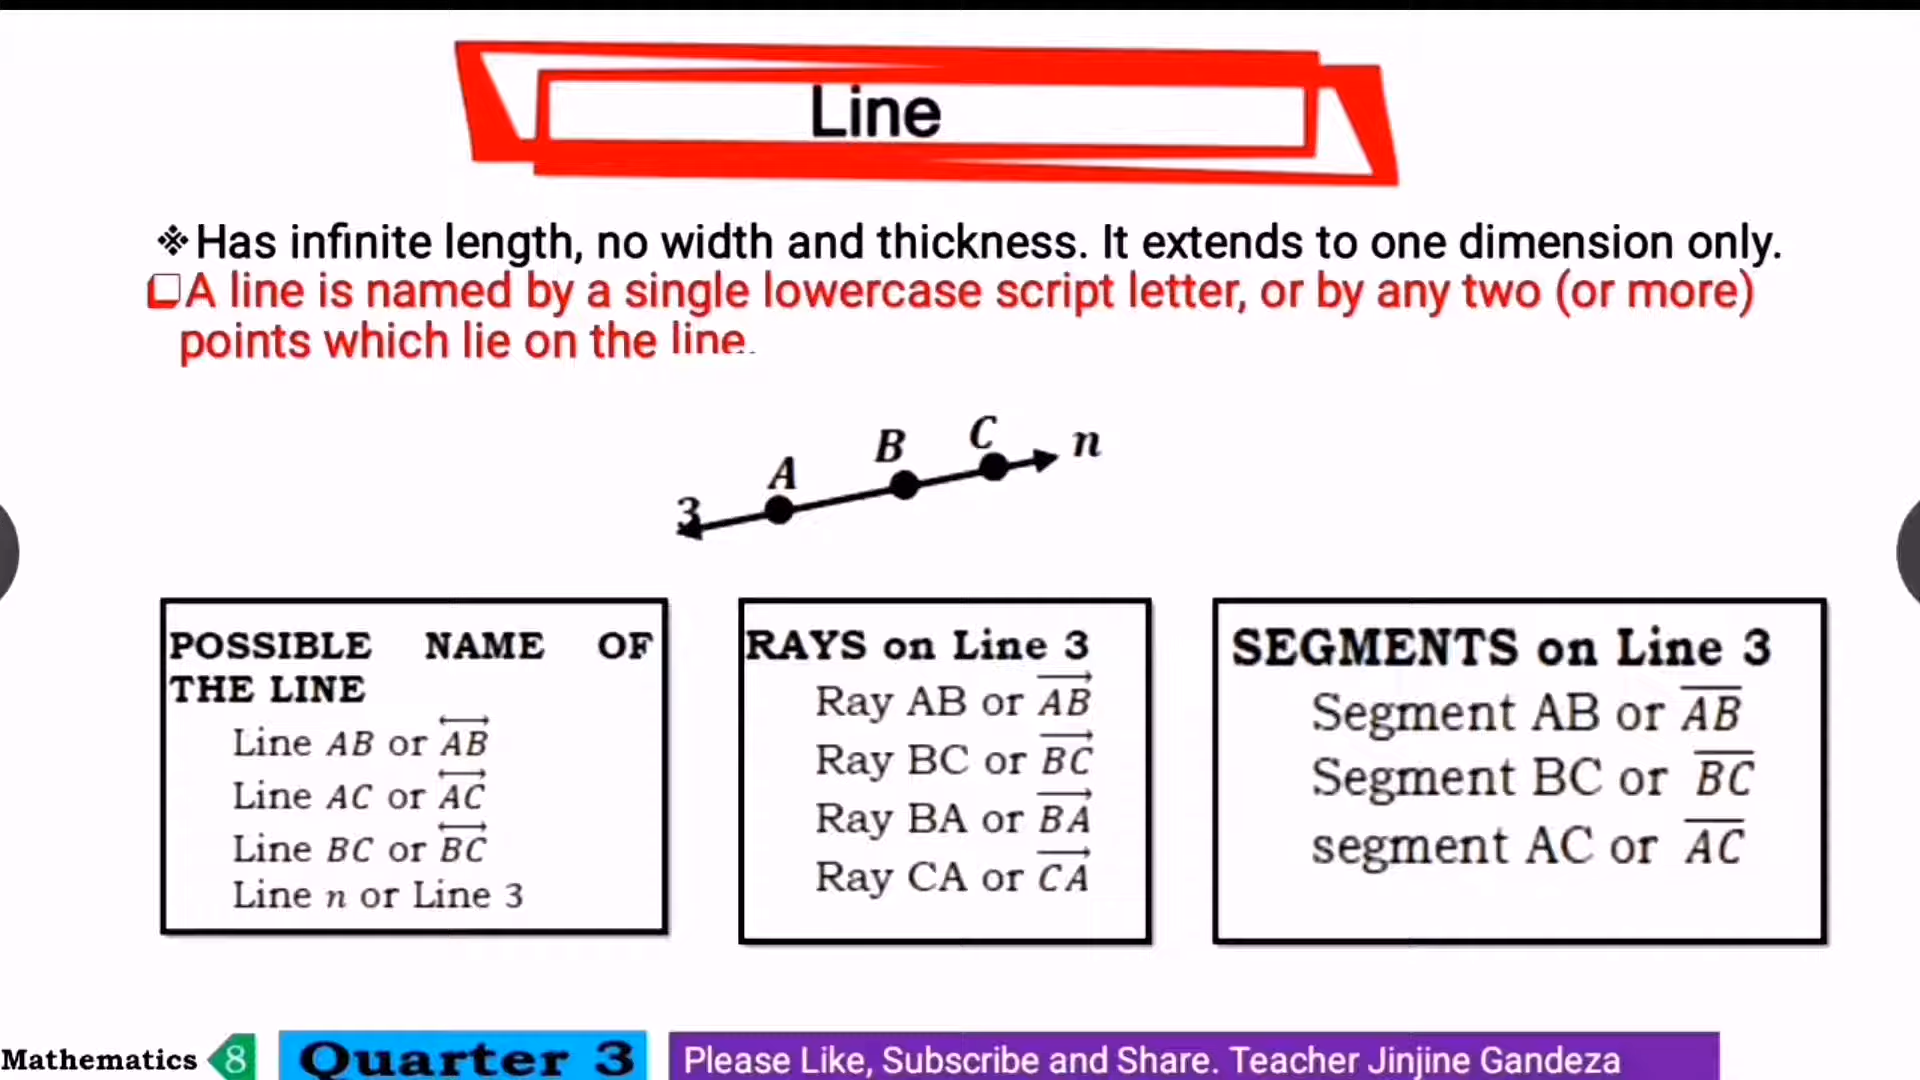 Line
❖Has infinite length, no width and thickness. It extends to one dimension only.
❑A line is named by a single lowercase script letter, or by any two (or more)
points which lie on the line.
3 A B C n
POSSIBLE NAME OF
THE LINE
Line AB or AB
Line AC or AC
Line BC or BC
Line n or Line 3
RAYS on Line 3
Ray AB or AB
Ray BC or BC
Ray BA or BA
Ray CA or CA
SEGMENTS on Line 3
Segment AB or AB
Segment BC or BC
segment AC or AC
Mathematics 8
Quarter 3
Please Like, Subscribe and Share. Teacher Jinjine Gandeza